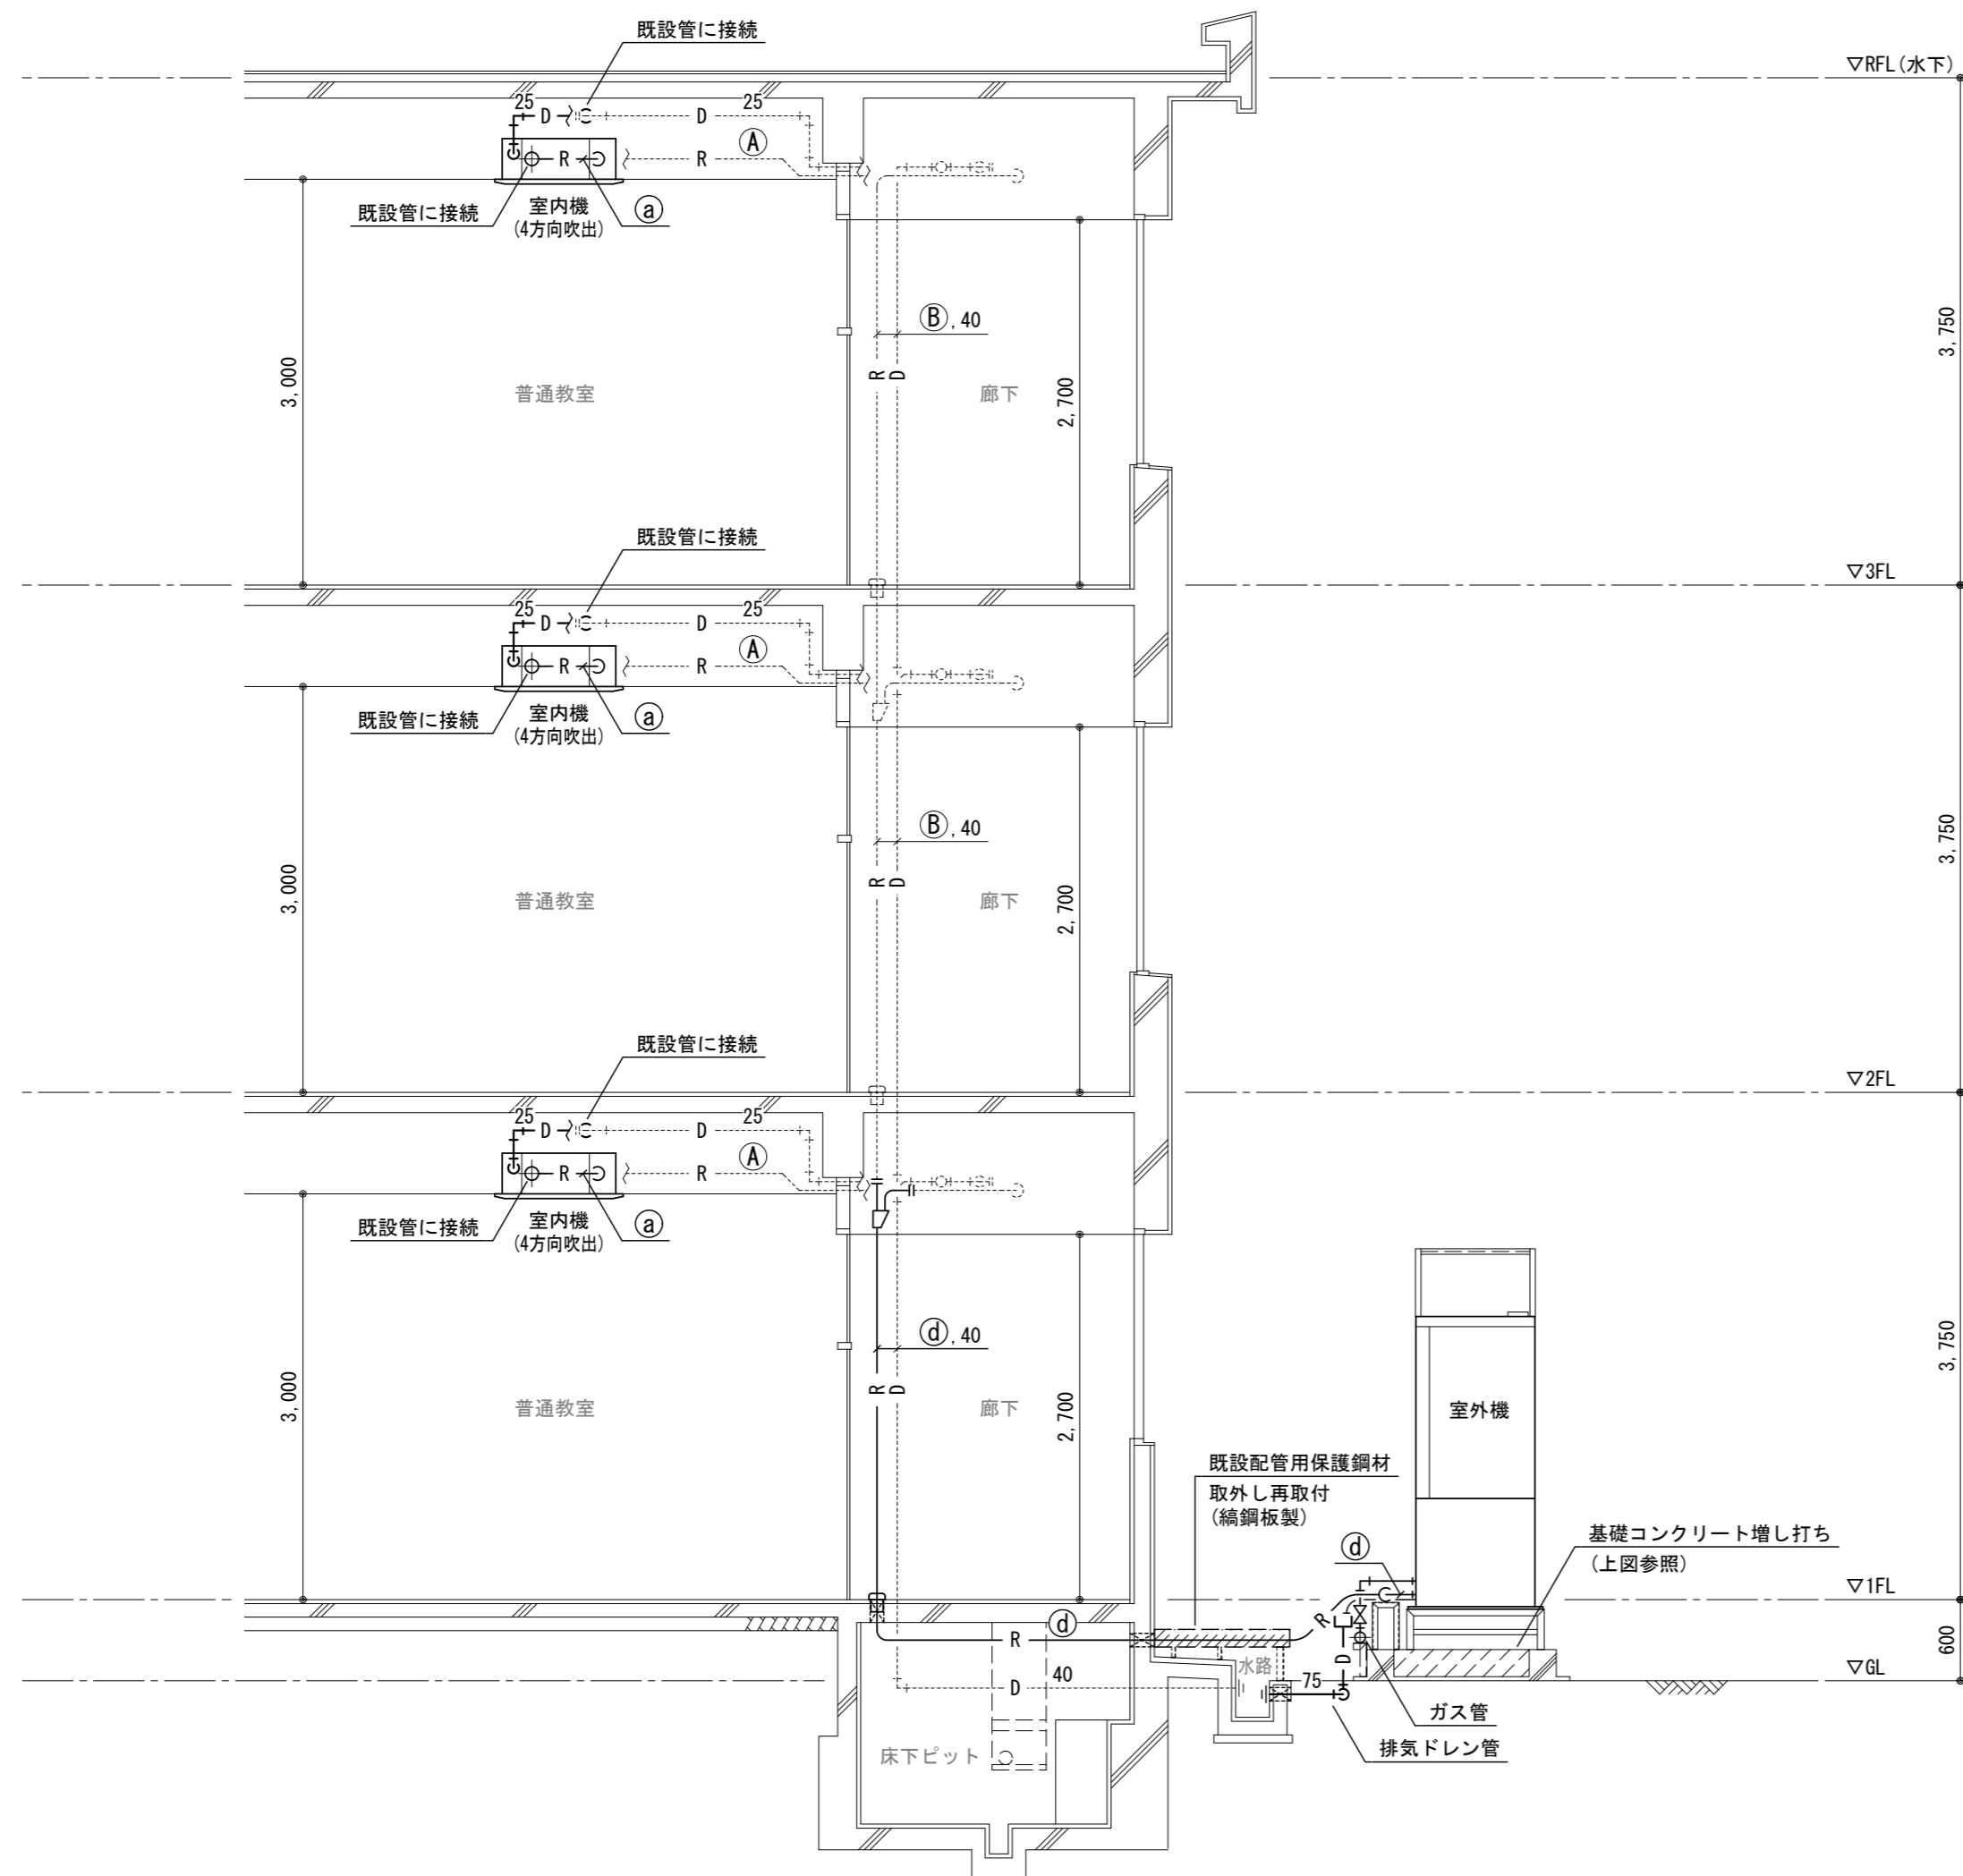 既設管に接続
▽RFL(水下)
25
D
25
D
R
R
Ⓐ
既設管に接続
室内機
(4方向吹出)
ⓐ
Ⓑ, 40
3,750
3,000
普通教室
R
D
廊下
2,700
既設管に接続
▽3FL
25
D
25
D
R
R
Ⓐ
既設管に接続
室内機
(4方向吹出)
ⓐ
Ⓑ, 40
3,750
3,000
普通教室
R
D
廊下
2,700
既設管に接続
▽2FL
25
D
25
D
R
R
Ⓐ
既設管に接続
室内機
(4方向吹出)
ⓐ
ⓓ, 40
3,750
3,000
普通教室
R
D
廊下
2,700
室外機
既設配管用保護鋼材
取外し再取付
(縞鋼板製)
基礎コンクリート増し打ち
(上図参照)
ⓓ
▽1FL
R
ⓓ
R
600
水路
D
40
75
D
▽GL
ガス管
排気ドレン管
床下ピット